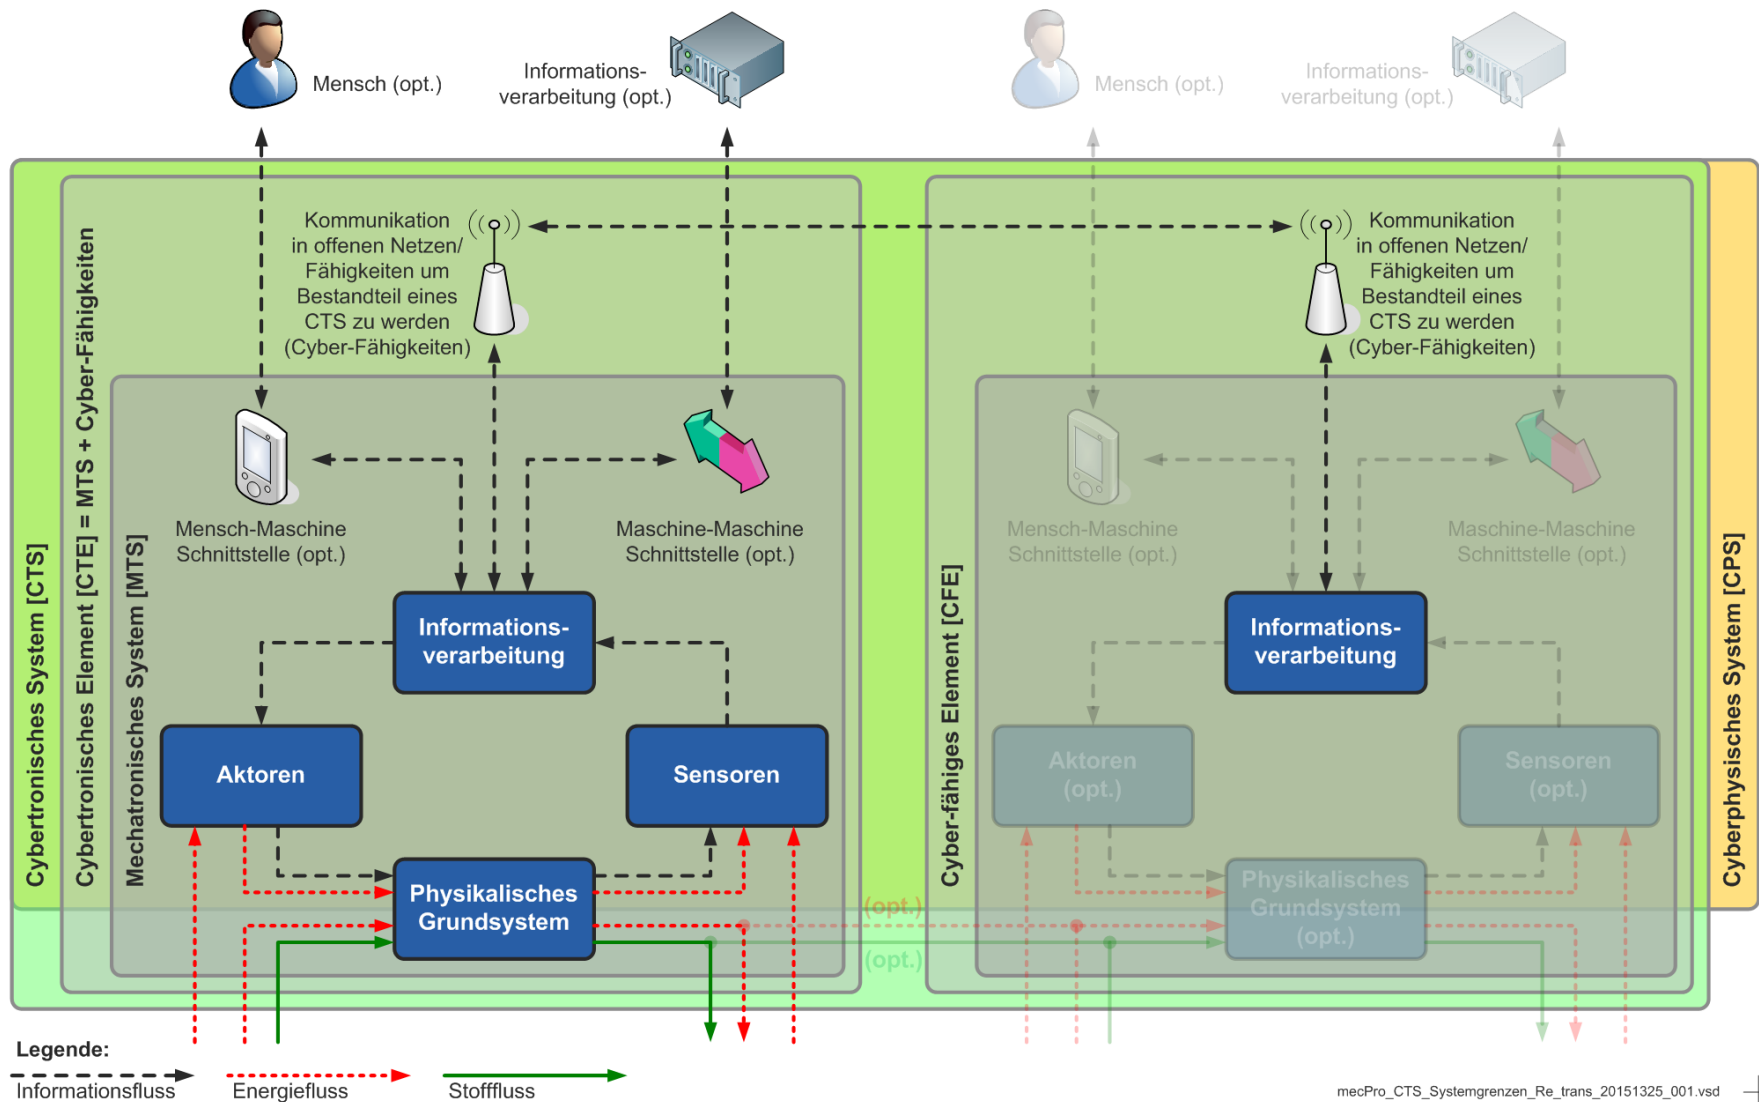 Mensch (opt.)
Informations-
verarbeitung (opt.)
Mensch (opt.)
Informations-
verarbeitung (opt.)
Cybertronisches System [CTS]
Cybertronisches Element [CTE] = MTS + Cyber-Fähigkeiten
Mechatronisches System [MTS]
Kommunikation
in offenen Netzen/
Fähigkeiten um
Bestandteil eines
CTS zu werden
(Cyber-Fähigkeiten)
Mensch-Maschine
Schnittstelle (opt.)
Maschine-Maschine
Schnittstelle (opt.)
Informations-
verarbeitung
Aktoren
Sensoren
Physikalisches
Grundsystem
(opt.)
(opt.)
Cyber-fähiges Element [CFE]
Kommunikation
in offenen Netzen/
Fähigkeiten um
Bestandteil eines
CTS zu werden
(Cyber-Fähigkeiten)
Mensch-Maschine
Schnittstelle (opt.)
Maschine-Maschine
Schnittstelle (opt.)
Informations-
verarbeitung
Aktoren
(opt.)
Sensoren
(opt.)
Physikalisches
Grundsystem
(opt.)
Cyberphysisches System [CPS]
Legende:
Informationsfluss
Energiefluss
Stofffluss
mecPro_CTS_Systemgrenzen_Re_trans_20151325_001.vsd